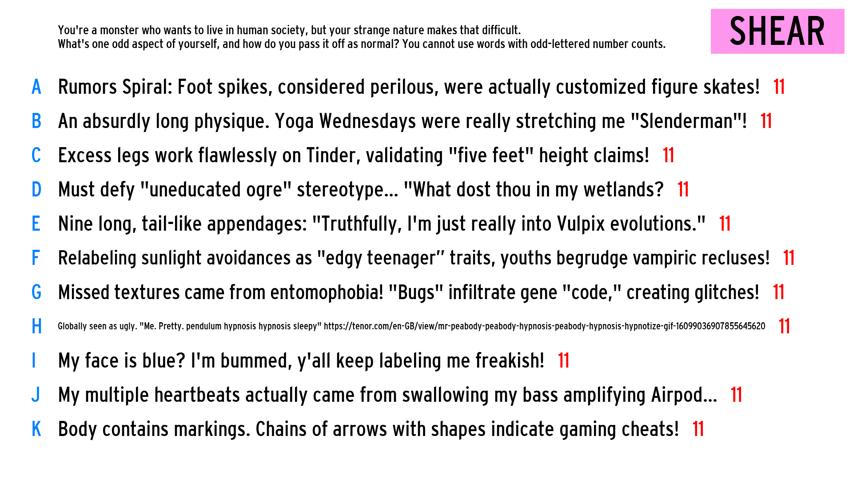 You're a monster who wants to live in human society, but your strange nature makes that difficult.
What's one odd aspect of yourself, and how do you pass it off as normal? You cannot use words with odd-lettered number counts.
SHEAR
A Rumors Spiral: Foot spikes, considered perilous, were actually customized figure skates! 11
B An absurdly long physique. Yoga Wednesdays were really stretching me "Slenderman"! 11
C Excess legs work flawlessly on Tinder, validating "five feet" height claims! 11
D Must defy "uneducated ogre" stereotype... "What dost thou in my wetlands? 11
E Nine long, tail-like appendages: "Truthfully, I'm just really into Vulpix evolutions." 11
F Relabeling sunlight avoidances as "edgy teenager” traits, youths begrudge vampiric recluses! 11
G Missed textures came from entomophobia! "Bugs" infiltrate gene "code," creating glitches! 11
H Globally seen as ugly. "Me. Pretty. pendulum hypnosis hypnosis sleepy" https://tenor.com/en-GB/view/mr-peabody-peabody-hypnosis-peabody-hypnosis-hypnotize-gif-16099036907855645620 11
I My face is blue? I'm bummed, y'all keep labeling me freakish! 11
J My multiple heartbeats actually came from swallowing my bass amplifying Airpod... 11
K Body contains markings. Chains of arrows with shapes indicate gaming cheats! 11